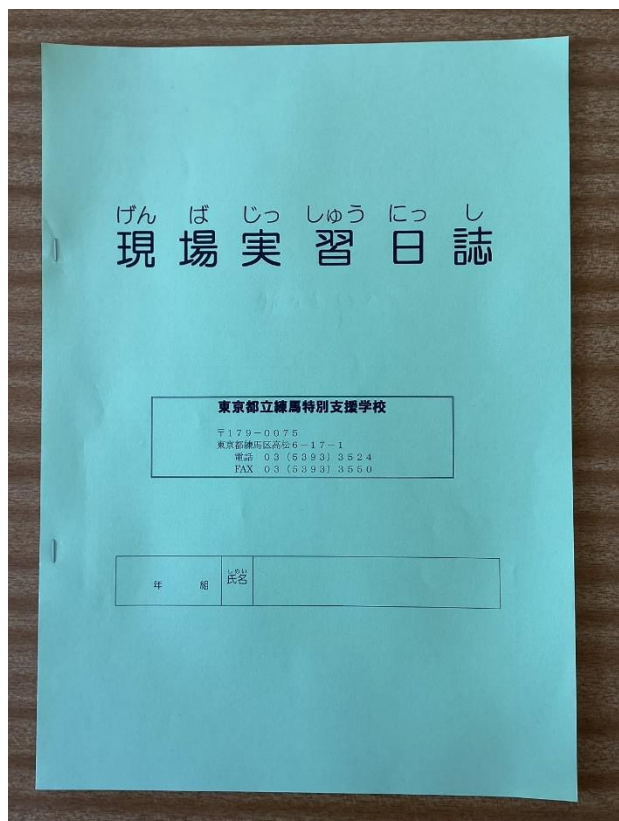 げんばじっしゅうにっし
現場実習日誌
東京都立練馬特別支援学校
〒179-0075
東京都練馬区高松6-17-1
電話 03(5393)3524
FAX 03(5393)3550
しめい
年 組 氏名